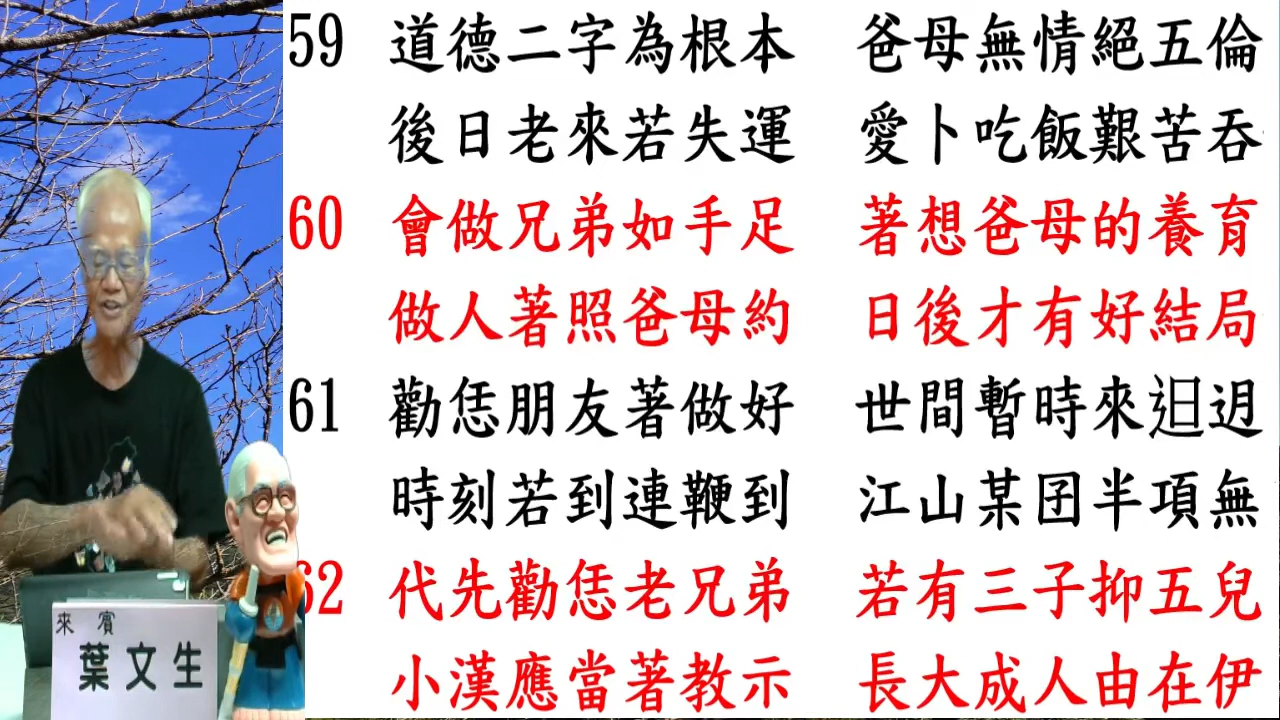 59 道德二字為根本 爸母無情絕五倫
後日老來若失運 愛卜吃飯艱苦吞
60 會做兄弟如手足 著想爸母的養育
做人著照爸母約 日後才有好結局
61 勸恁朋友著做好 世間暫時來𨑨迌
時刻若到連鞭到 江山某囝半項無
62 代先勸恁老兄弟 若有三子抑五兒
小漢應當著教示 長大成人由在伊
來賓
葉文生